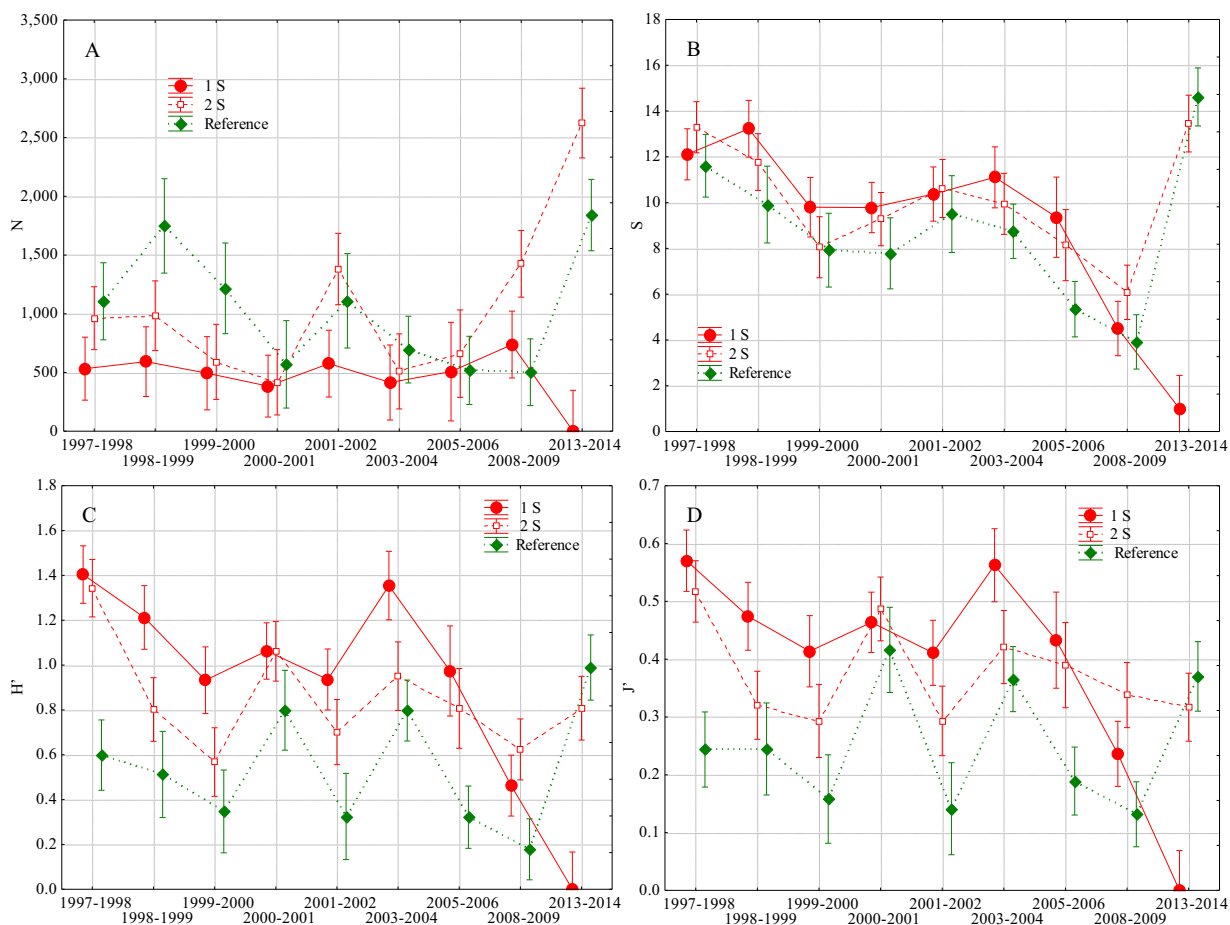 A
3,500
3,000
2,500
2,000
1,500
1,000
500
0
N
1 S
2 S
Reference
1997-1998 1999-2000 2001-2002 2005-2006 2013-2014
1998-1999 2000-2001 2003-2004 2008-2009
B
18
16
14
12
10
8
6
4
2
0
S
1 S
2 S
Reference
1997-1998 1999-2000 2001-2002 2005-2006 2013-2014
1998-1999 2000-2001 2003-2004 2008-2009
C
1.8
1.6
1.4
1.2
1.0
0.8
0.6
0.4
0.2
0.0
H'
1 S
2 S
Reference
1997-1998 1999-2000 2001-2002 2005-2006 2013-2014
1998-1999 2000-2001 2003-2004 2008-2009
D
0.7
0.6
0.5
0.4
0.3
0.2
0.1
0.0
J'
1 S
2 S
Reference
1997-1998 1999-2000 2001-2002 2005-2006 2013-2014
1998-1999 2000-2001 2003-2004 2008-2009